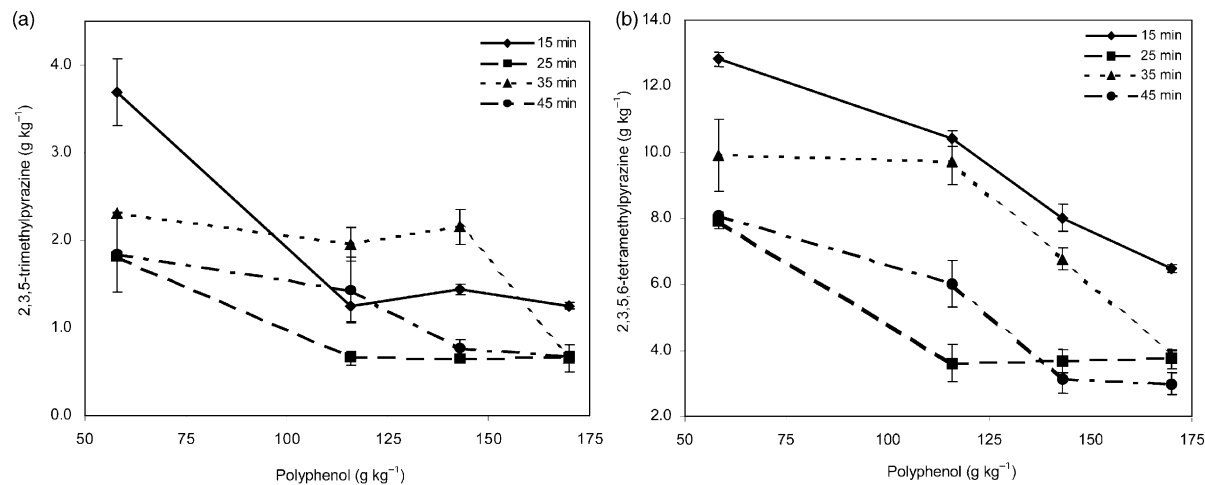 (a)
4.0
3.0
2.0
1.0
0.0
2,3,5-trimethylpyrazine (g kg⁻¹)
15 min
25 min
35 min
45 min
50 75 100 125 150 175
Polyphenol (g kg⁻¹)
(b)
14.0
12.0
10.0
8.0
6.0
4.0
2.0
2,3,5,6-tetramethylpyrazine (g kg⁻¹)
15 min
25 min
35 min
45 min
50 75 100 125 150 175
Polyphenol (g kg⁻¹)